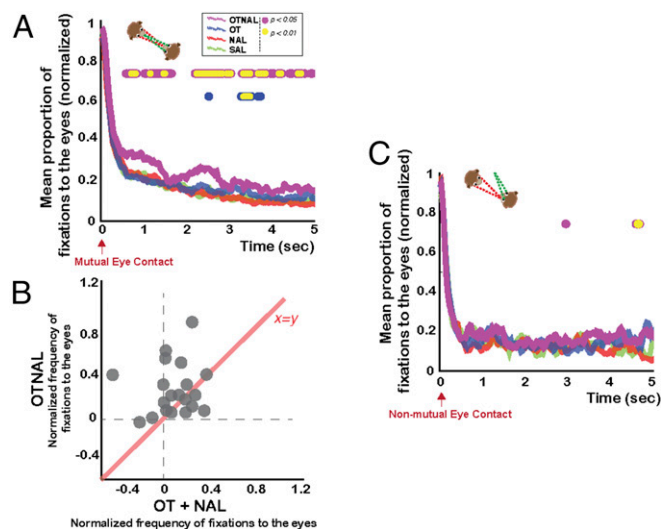 A
OTNAL
OT
NAL
SAL
p < 0.05
p < 0.01
Mean proportion of
fixations to the eyes (normalized)
1
0.8
0.6
0.4
0.2
0
0 1 2 3 4 5
Time (sec)
Mutual Eye Contact
B
1.2
0.8
0.4
0
-0.4
OTNAL
Normalized frequency of
fixations to the eyes
x=y
-0.4 0 0.4 0.8 1.2
OT + NAL
Normalized frequency of fixations to the eyes
C
Mean proportion of
fixations to the eyes (normalized)
1
0.8
0.6
0.4
0.2
0
0 1 2 3 4 5
Time (sec)
Non-mutual Eye Contact